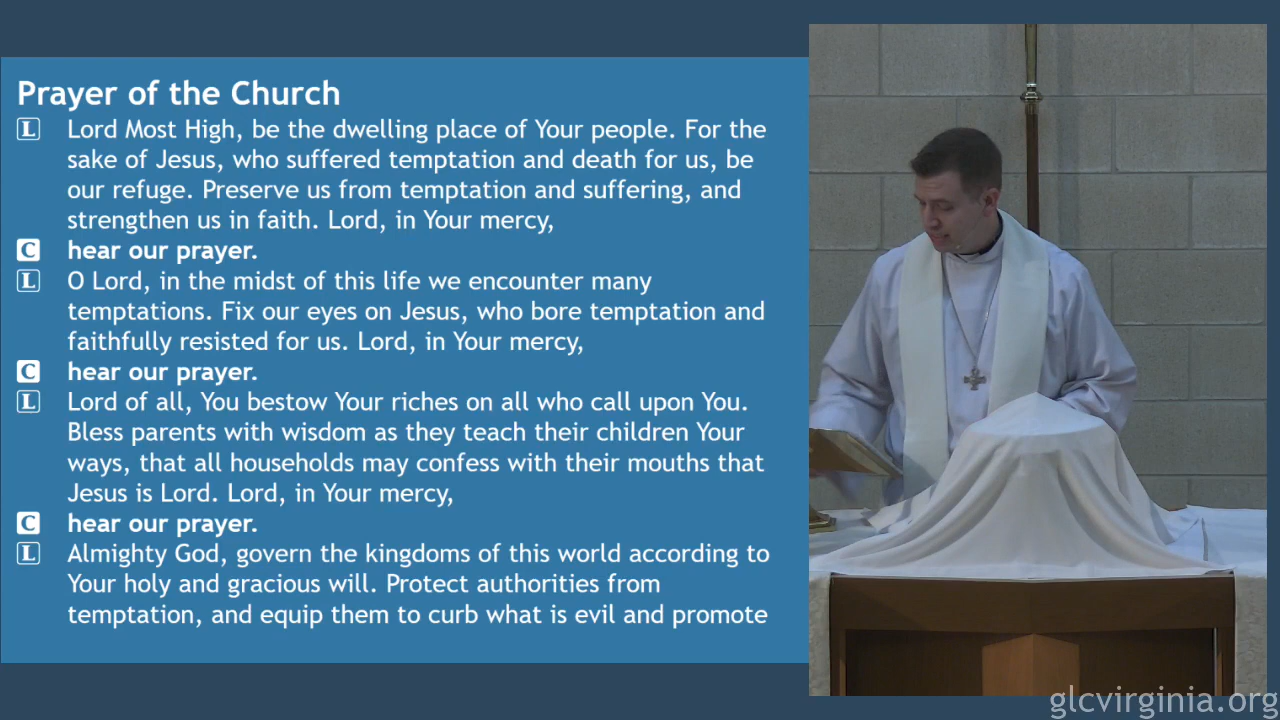 Prayer of the Church
L Lord Most High, be the dwelling place of Your people. For the
sake of Jesus, who suffered temptation and death for us, be
our refuge. Preserve us from temptation and suffering, and
strengthen us in faith. Lord, in Your mercy,
C hear our prayer.
L O Lord, in the midst of this life we encounter many
temptations. Fix our eyes on Jesus, who bore temptation and
faithfully resisted for us. Lord, in Your mercy,
C hear our prayer.
L Lord of all, You bestow Your riches on all who call upon You.
Bless parents with wisdom as they teach their children Your
ways, that all households may confess with their mouths that
Jesus is Lord. Lord, in Your mercy,
C hear our prayer.
L Almighty God, govern the kingdoms of this world according to
Your holy and gracious will. Protect authorities from
temptation, and equip them to curb what is evil and promote
glcvirginia.org